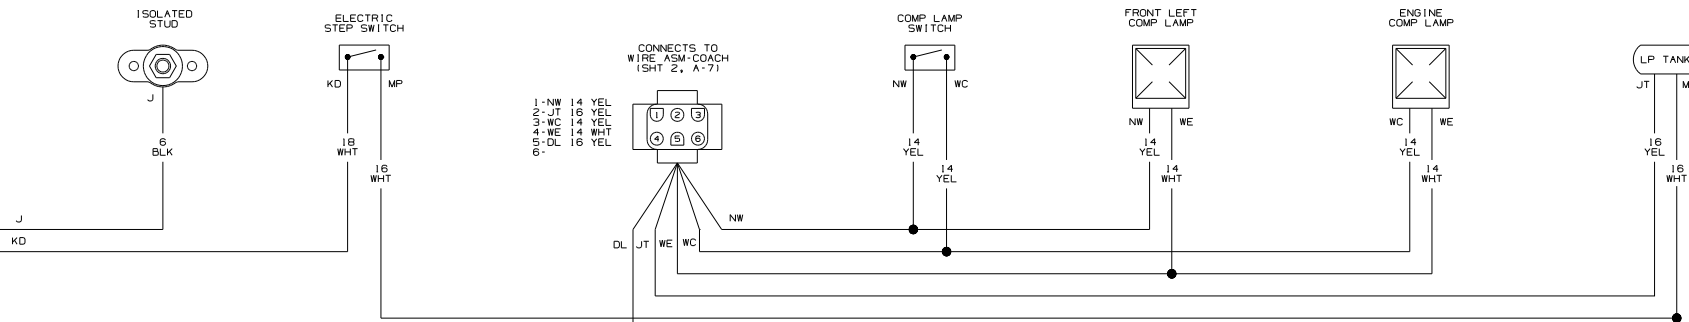 ISOLATED
STUD
ELECTRIC
STEP SWITCH
CONNECTS TO
WIRE ASM-COACH
(SHT 2, A-7)
COMP LAMP
SWITCH
FRONT LEFT
COMP LAMP
ENGINE
COMP LAMP
LP TANK
J
KD
MP
NW
WC
NW
WE
WC
WE
JT
M
1-NW 14 YEL
2-JT 16 YEL
3-WC 14 YEL
4-WE 14 WHT
5-DL 16 YEL
6-
1 2 3
4 5 6
6
BLK
18
WHT
16
WHT
14
YEL
14
YEL
14
YEL
14
WHT
14
YEL
14
WHT
16
YEL
16
WHT
J
KD
DL
JT
WE
WC
NW